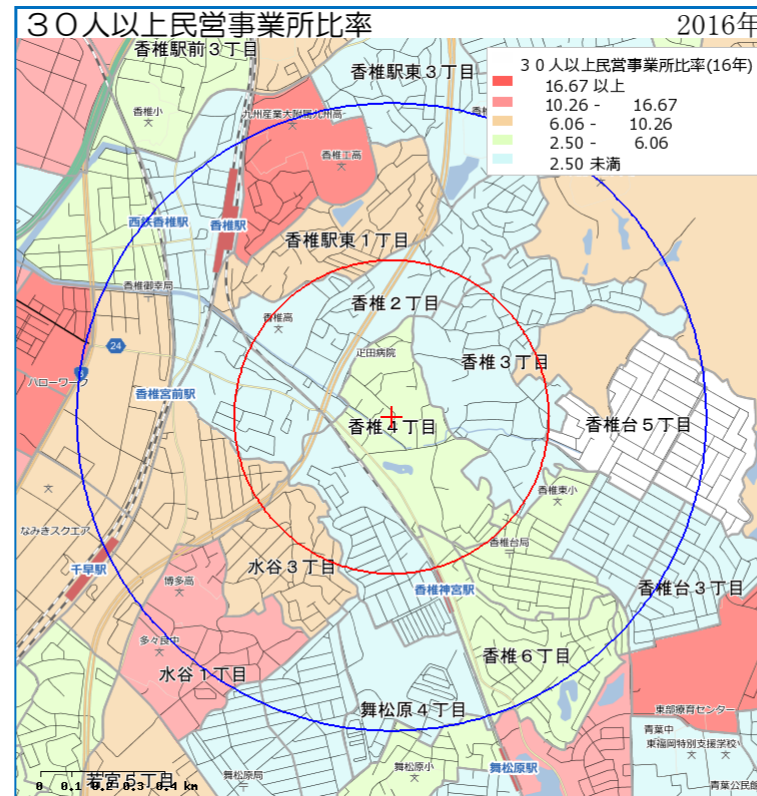 ３０人以上民営事業所比率 2016年
３０人以上民営事業所比率(16年)
16.67 以上
10.26 - 16.67
6.06 - 10.26
2.50 - 6.06
2.50 未満
香椎駅前３丁目
香椎駅東３丁目
香椎小
九州産業大附属九州高
香椎工高
西鉄香椎駅
香椎駅
香椎駅東１丁目
香椎御幸局
香椎２丁目
香椎高
疋田病院
24
香椎３丁目
3
ハローワーク
香椎宮前駅
香椎４丁目
香椎台５丁目
香椎東小
なみきスクエア
香椎台局
千早駅
水谷３丁目
博多高
香椎神宮駅
香椎台３丁目
多々良中
香椎６丁目
水谷１丁目
舞松原４丁目
東部療育センター
青葉中
東福岡特別支援学校
舞松原局
舞松原小
舞松原駅
若宮５丁目
青葉公民館
0 0.1 0.2 0.3 0.4 km